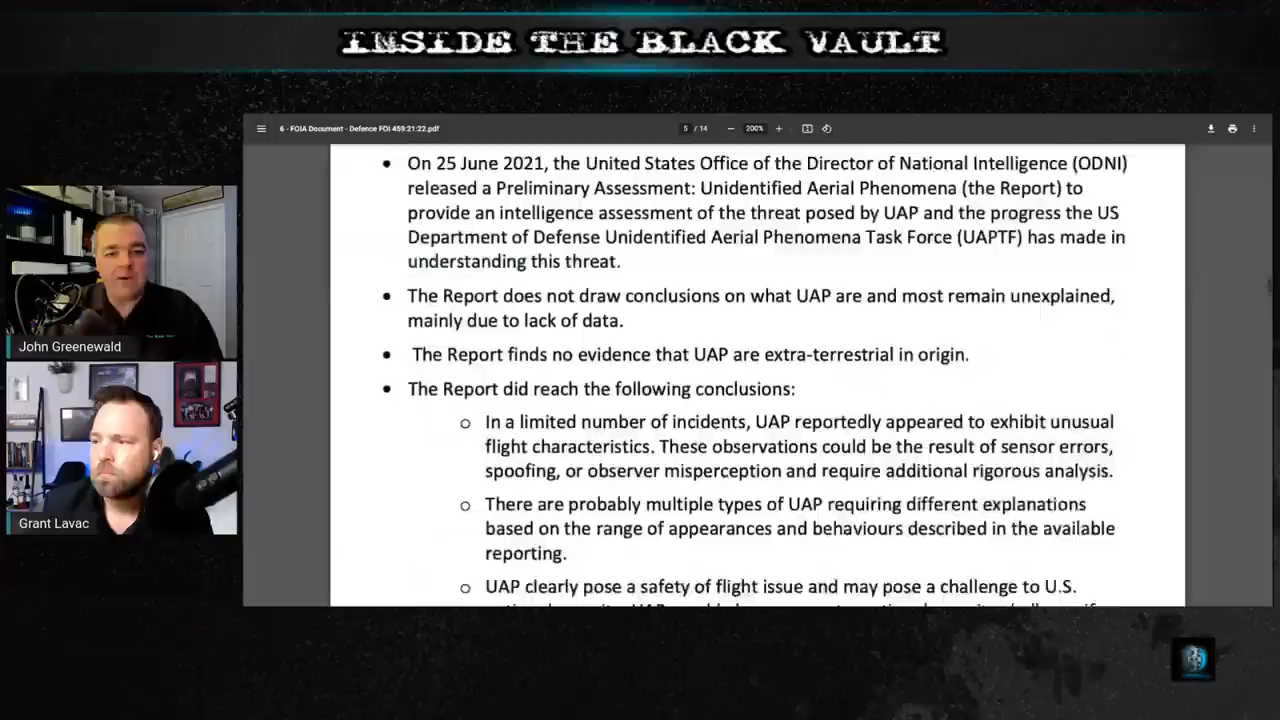 INSIDE THE BLACK VAULT
6 - FOIA Document - Defence FOI 459:21:22.pdf
5 / 14
200%
• On 25 June 2021, the United States Office of the Director of National Intelligence (ODNI)
released a Preliminary Assessment: Unidentified Aerial Phenomena (the Report) to
provide an intelligence assessment of the threat posed by UAP and the progress the US
Department of Defense Unidentified Aerial Phenomena Task Force (UAPTF) has made in
understanding this threat.
• The Report does not draw conclusions on what UAP are and most remain unexplained,
mainly due to lack of data.
• The Report finds no evidence that UAP are extra-terrestrial in origin.
• The Report did reach the following conclusions:
o In a limited number of incidents, UAP reportedly appeared to exhibit unusual
flight characteristics. These observations could be the result of sensor errors,
spoofing, or observer misperception and require additional rigorous analysis.
o There are probably multiple types of UAP requiring different explanations
based on the range of appearances and behaviours described in the available
reporting.
o UAP clearly pose a safety of flight issue and may pose a challenge to U.S.
John Greenewald
Grant Lavac